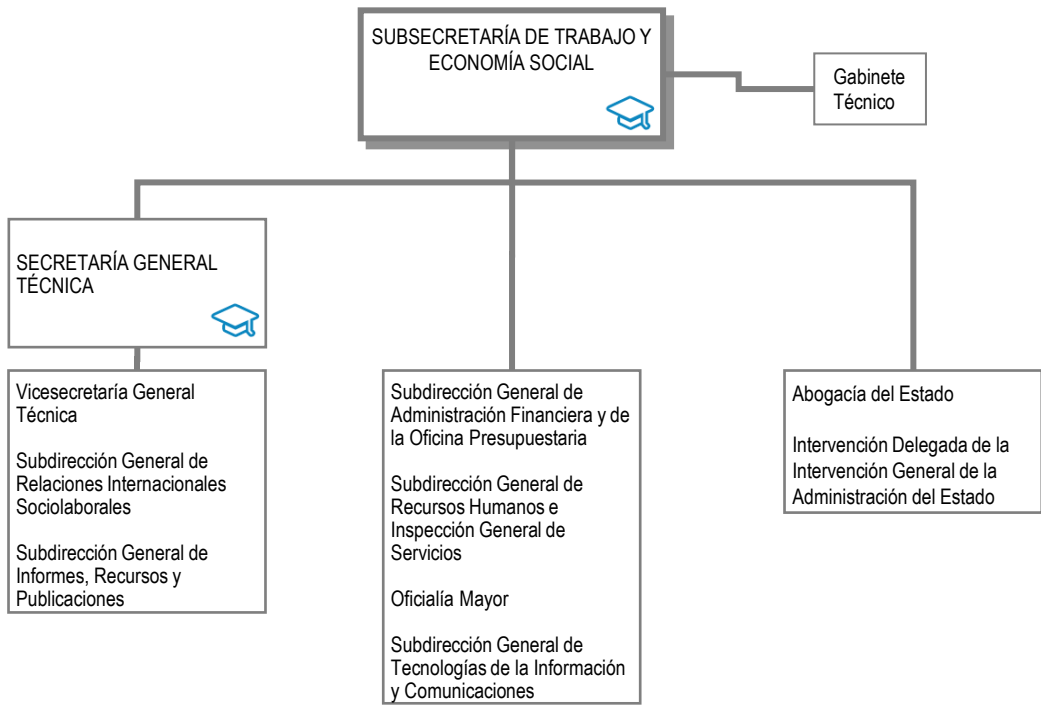 SUBSECRETARÍA DE TRABAJO Y
ECONOMÍA SOCIAL
Gabinete
Técnico
SECRETARÍA GENERAL
TÉCNICA
Vicesecretaría General
Técnica
Subdirección General de
Relaciones Internacionales
Sociolaborales
Subdirección General de
Informes, Recursos y
Publicaciones
Subdirección General de
Administración Financiera y de
la Oficina Presupuestaria
Subdirección General de
Recursos Humanos e
Inspección General de
Servicios
Oficialía Mayor
Subdirección General de
Tecnologías de la Información
y Comunicaciones
Abogacía del Estado
Intervención Delegada de la
Intervención General de la
Administración del Estado